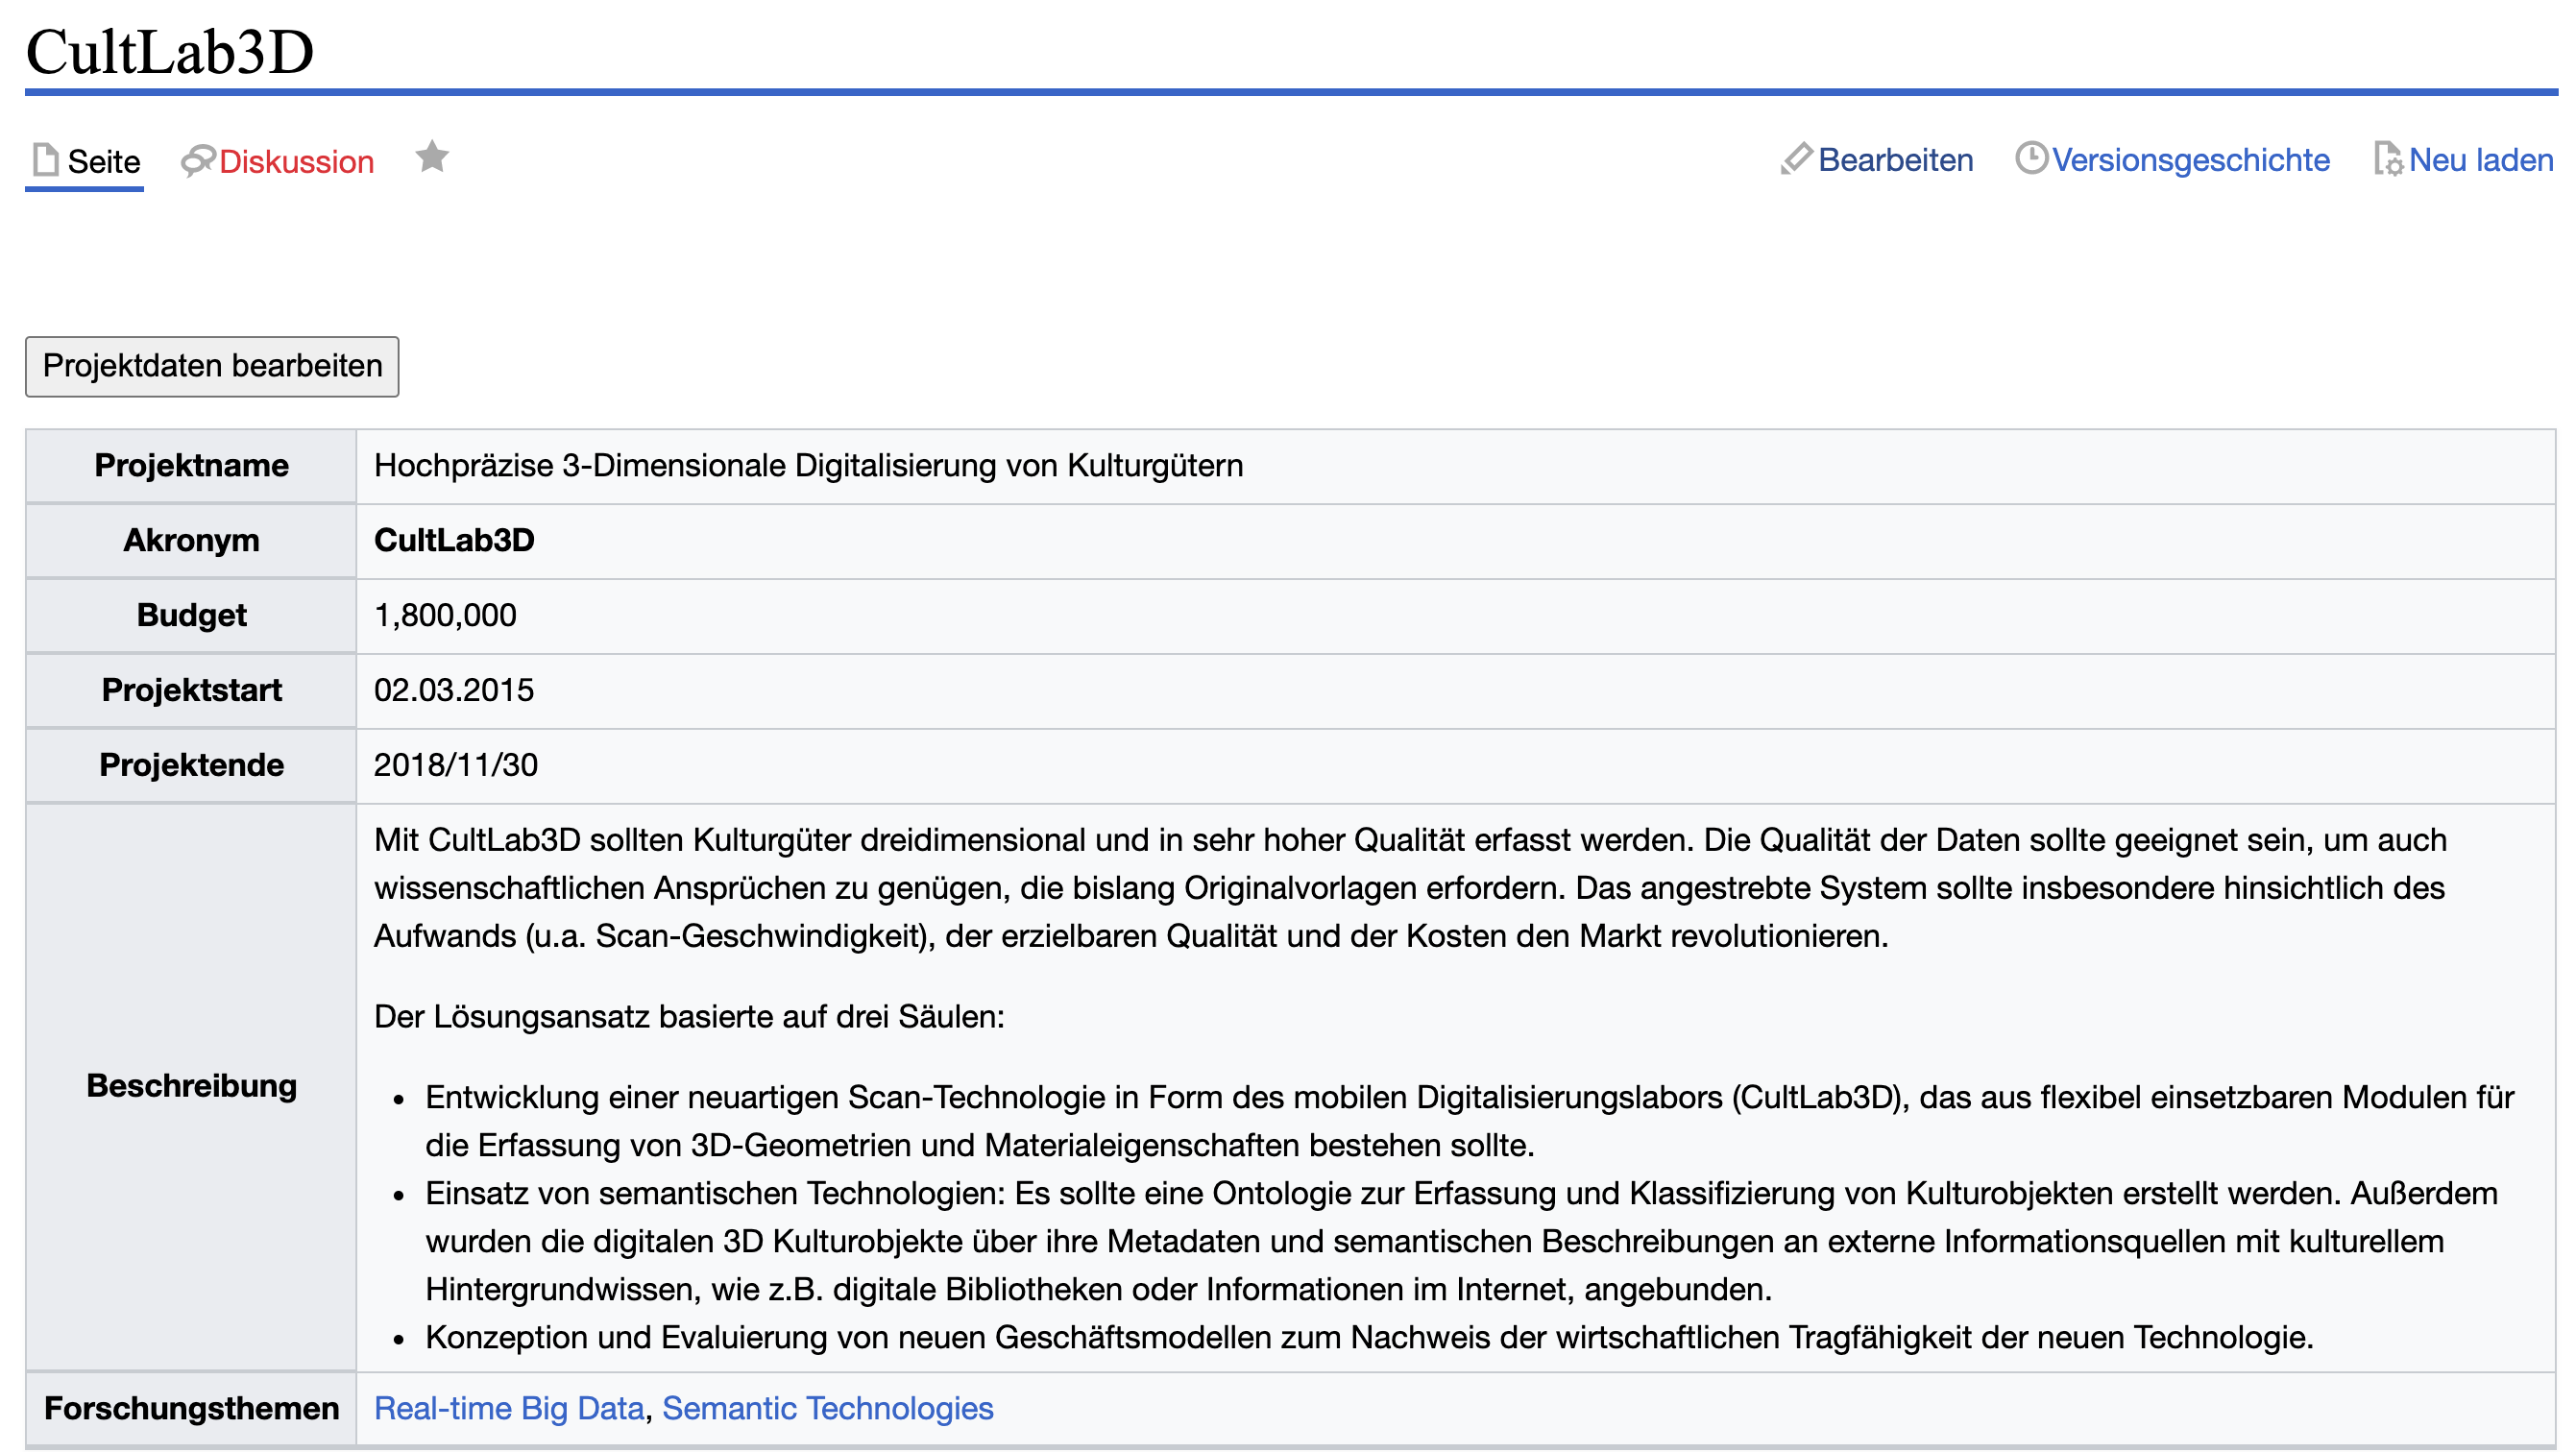 CultLab3D
Seite Diskussion Bearbeiten Versionsgeschichte Neu laden
Projektdaten bearbeiten
Projektname Hochpräzise 3-Dimensionale Digitalisierung von Kulturgütern
Akronym CultLab3D
Budget 1,800,000
Projektstart 02.03.2015
Projektende 2018/11/30
Beschreibung
Mit CultLab3D sollten Kulturgüter dreidimensional und in sehr hoher Qualität erfasst werden. Die Qualität der Daten sollte geeignet sein, um auch
wissenschaftlichen Ansprüchen zu genügen, die bislang Originalvorlagen erfordern. Das angestrebte System sollte insbesondere hinsichtlich des
Aufwands (u.a. Scan-Geschwindigkeit), der erzielbaren Qualität und der Kosten den Markt revolutionieren.
Der Lösungsansatz basierte auf drei Säulen:
• Entwicklung einer neuartigen Scan-Technologie in Form des mobilen Digitalisierungslabors (CultLab3D), das aus flexibel einsetzbaren Modulen für
die Erfassung von 3D-Geometrien und Materialeigenschaften bestehen sollte.
• Einsatz von semantischen Technologien: Es sollte eine Ontologie zur Erfassung und Klassifizierung von Kulturobjekten erstellt werden. Außerdem
wurden die digitalen 3D Kulturobjekte über ihre Metadaten und semantischen Beschreibungen an externe Informationsquellen mit kulturellem
Hintergrundwissen, wie z.B. digitale Bibliotheken oder Informationen im Internet, angebunden.
• Konzeption und Evaluierung von neuen Geschäftsmodellen zum Nachweis der wirtschaftlichen Tragfähigkeit der neuen Technologie.
Forschungsthemen Real-time Big Data, Semantic Technologies